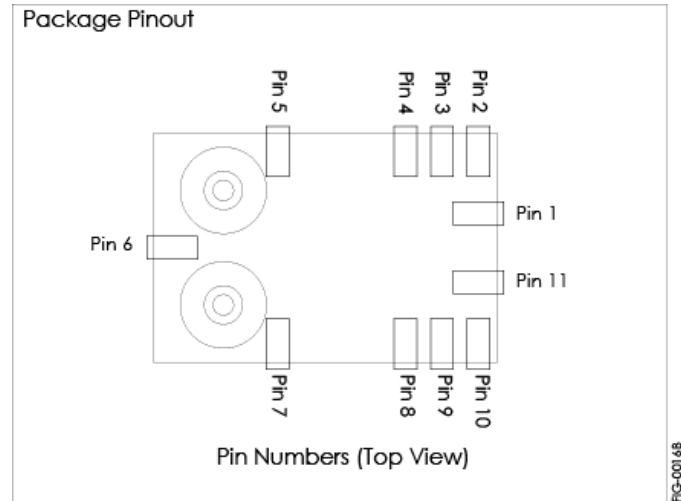 Package Pinout
Pin 5
Pin 4
Pin 3
Pin 2
Pin 1
Pin 6
Pin 11
Pin 7
Pin 8
Pin 9
Pin 10
Pin Numbers (Top View)
FIG-0016B